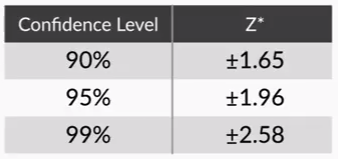 Confidence Level Z*
90% ±1.65
95% ±1.96
99% ±2.58